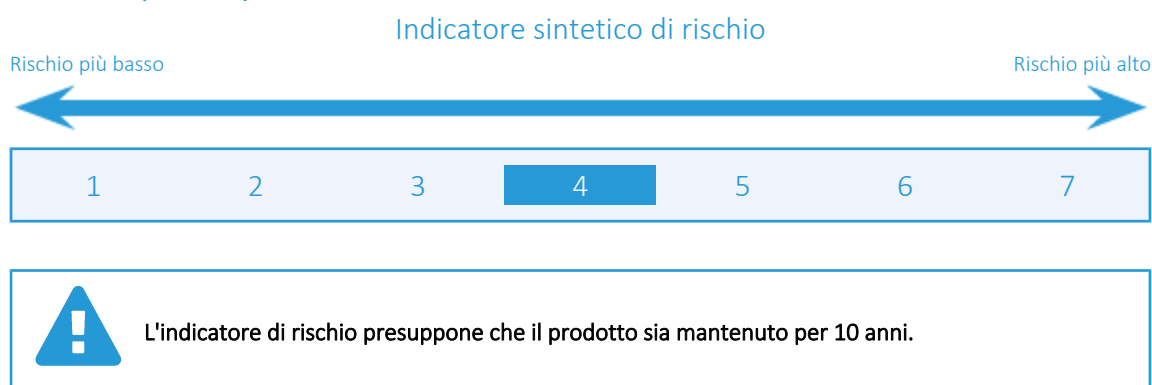 Indicatore sintetico di rischio
Rischio più basso Rischio più alto
1 2 3 4 5 6 7
L'indicatore di rischio presuppone che il prodotto sia mantenuto per 10 anni.